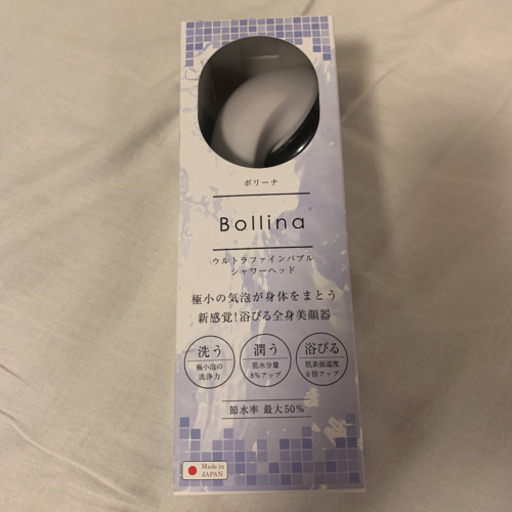 ボリーナ
Bollina
ウルトラファインバブル
シャワーヘッド
極小の気泡が身体をまとう
新感覚!浴びる全身美顔器
洗う
極小泡の
洗浄力
潤う
肌水分量
8%アップ
浴びる
肌表面温度
6倍アップ
節水率 最大50%
Made in
JAPAN